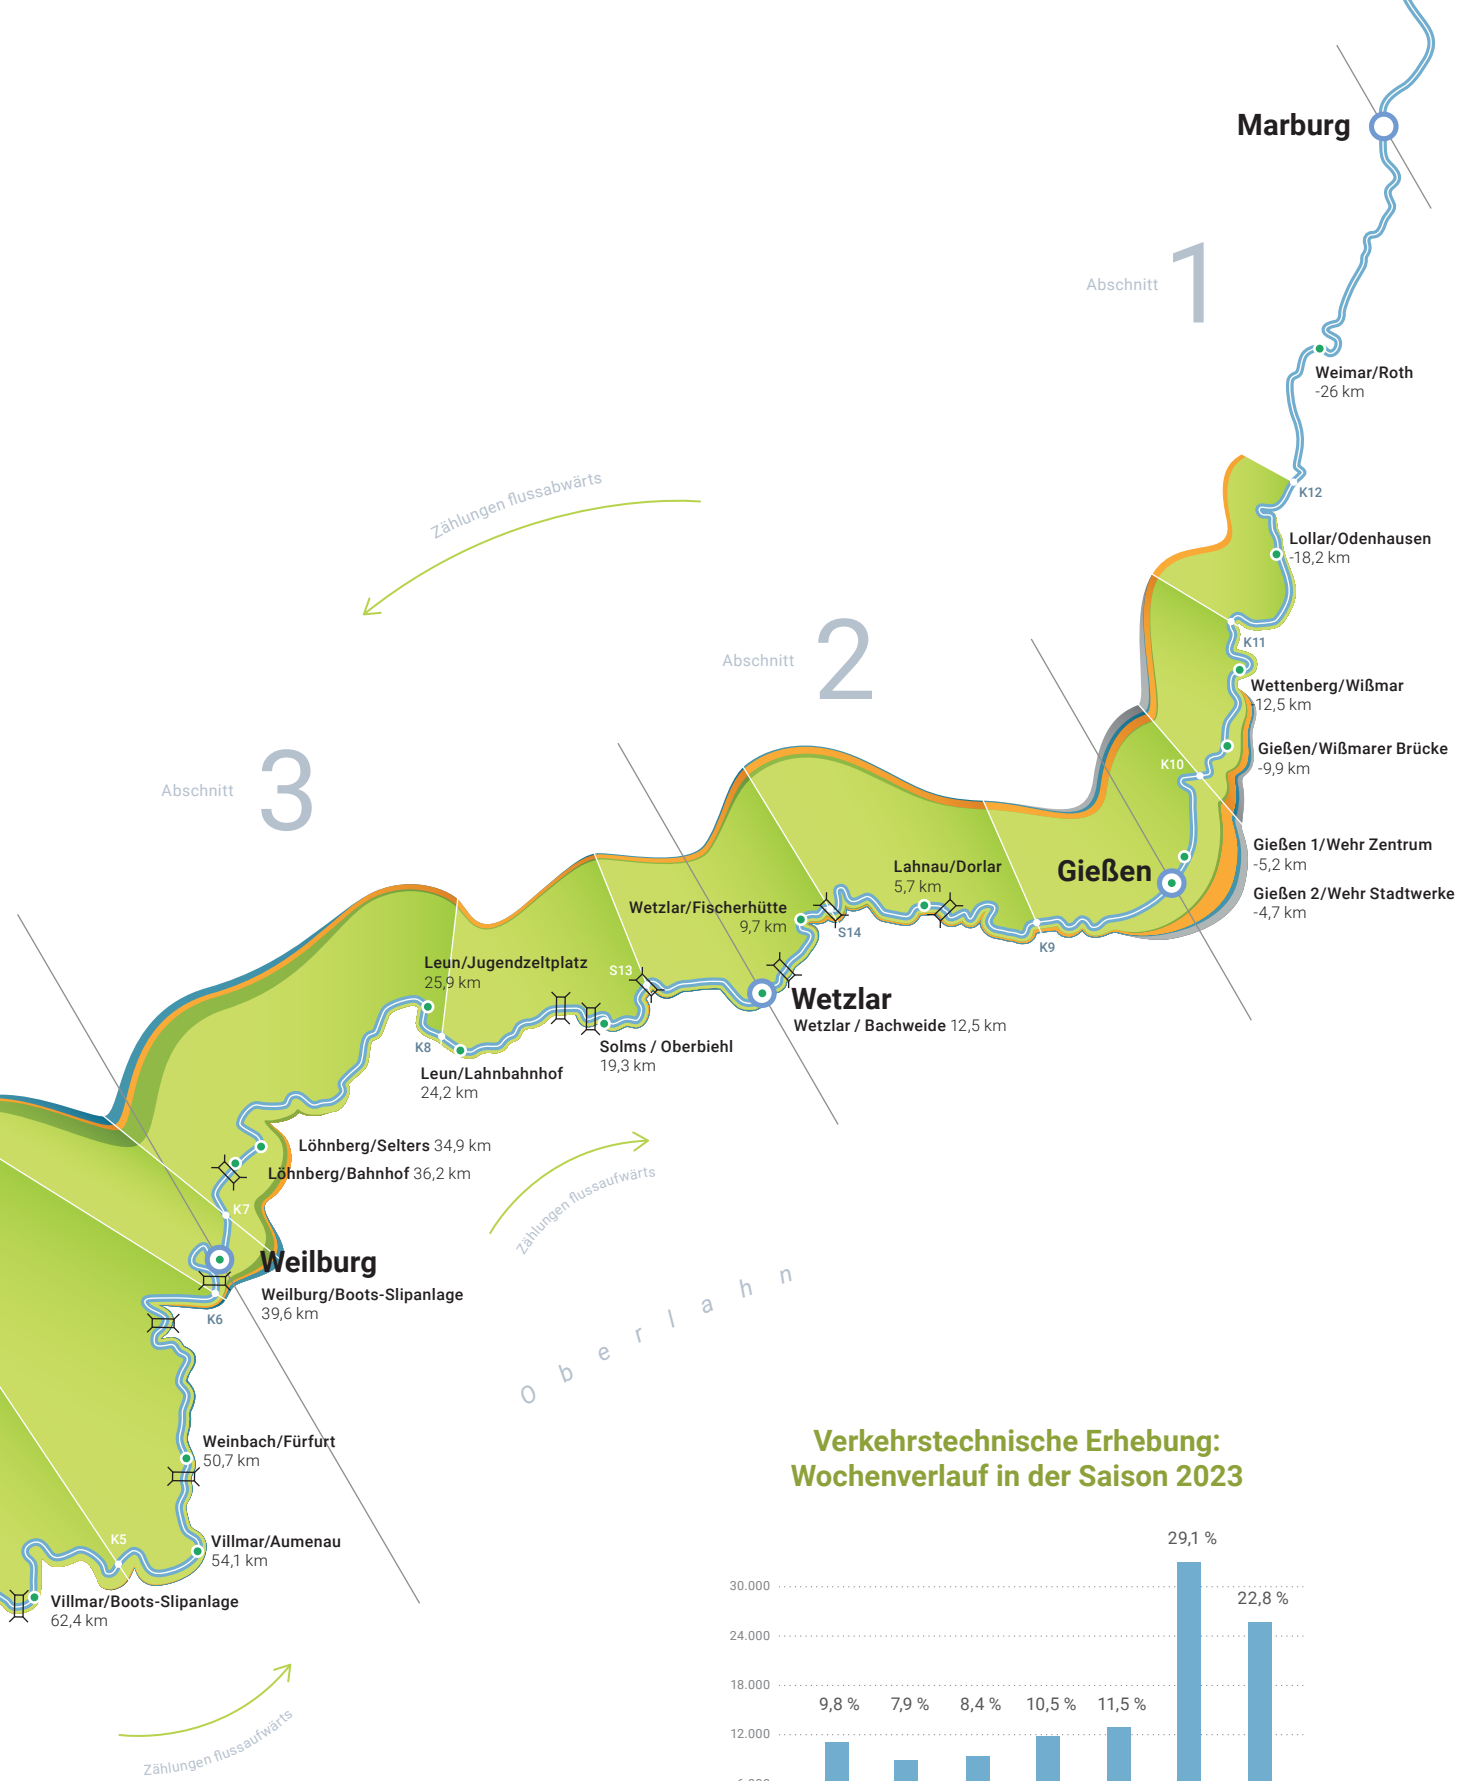 Marburg
Abschnitt 1
Weimar/Roth
-26 km
K12
Zählungen flussabwärts
Lollar/Odenhausen
-18,2 km
K11
Abschnitt 2
Wettenberg/Wißmar
-12,5 km
Gießen/Wißmarer Brücke
-9,9 km
K10
Abschnitt 3
Gießen 1/Wehr Zentrum
-5,2 km
Gießen
Gießen 2/Wehr Stadtwerke
-4,7 km
Lahnau/Dorlar
5,7 km
Wetzlar/Fischerhütte
9,7 km
S14
K9
Leun/Jugendzeltplatz
25,9 km
S13
Wetzlar
Wetzlar / Bachweide 12,5 km
K8
Solms / Oberbiehl
19,3 km
Leun/Lahnbahnhof
24,2 km
Löhnberg/Selters 34,9 km
Löhnberg/Bahnhof 36,2 km
Zählungen flussaufwärts
K7
Weilburg
Weilburg/Boots-Slipanlage
39,6 km
K6
Oberlahn
Weinbach/Fürfurt
50,7 km
K5
Villmar/Aumenau
54,1 km
Villmar/Boots-Slipanlage
62,4 km
Zählungen flussaufwärts
Verkehrstechnische Erhebung:
Wochenverlauf in der Saison 2023
29,1 %
30.000
22,8 %
24.000
18.000
9,8 % 7,9 % 8,4 % 10,5 % 11,5 %
12.000